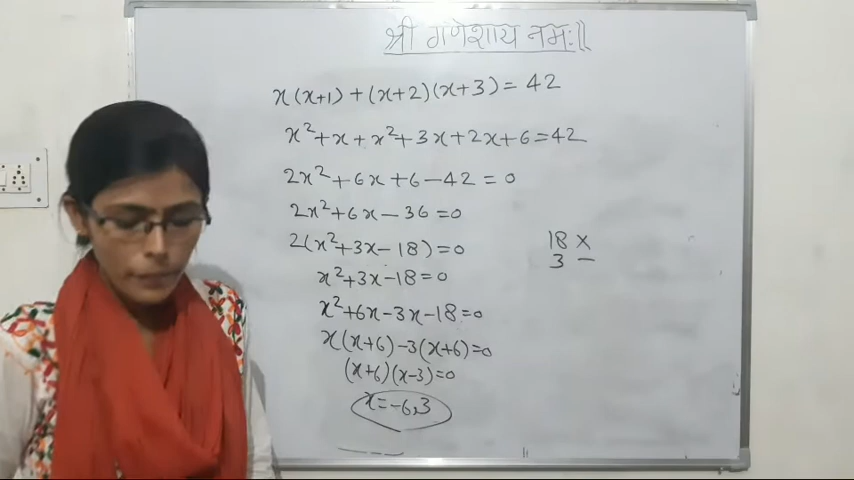 श्री गणेशाय नमः॥
x(x+1) + (x+2)(x+3) = 42
x²+x+x²+3x+2x+6=42
2x²+6x+6-42=0
2x²+6x-36=0
2(x²+3x-18)=0
x²+3x-18=0
x²+6x-3x-18=0
x(x+6)-3(x+6)=0
(x+6)(x-3)=0
x=-6,3
18 ×
3 -